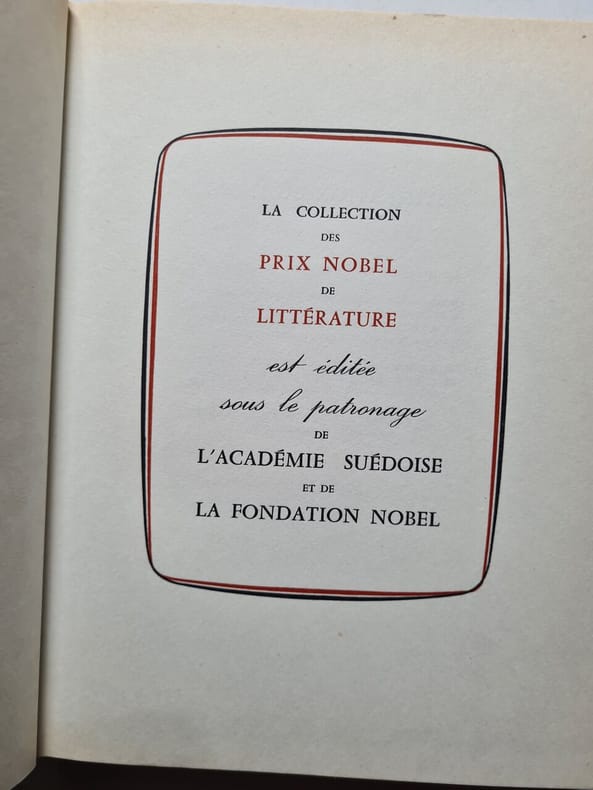 LA COLLECTION
DES
PRIX NOBEL
DE
LITTÉRATURE
est éditée
sous le patronage
DE
L'ACADÉMIE SUÉDOISE
ET DE
LA FONDATION NOBEL